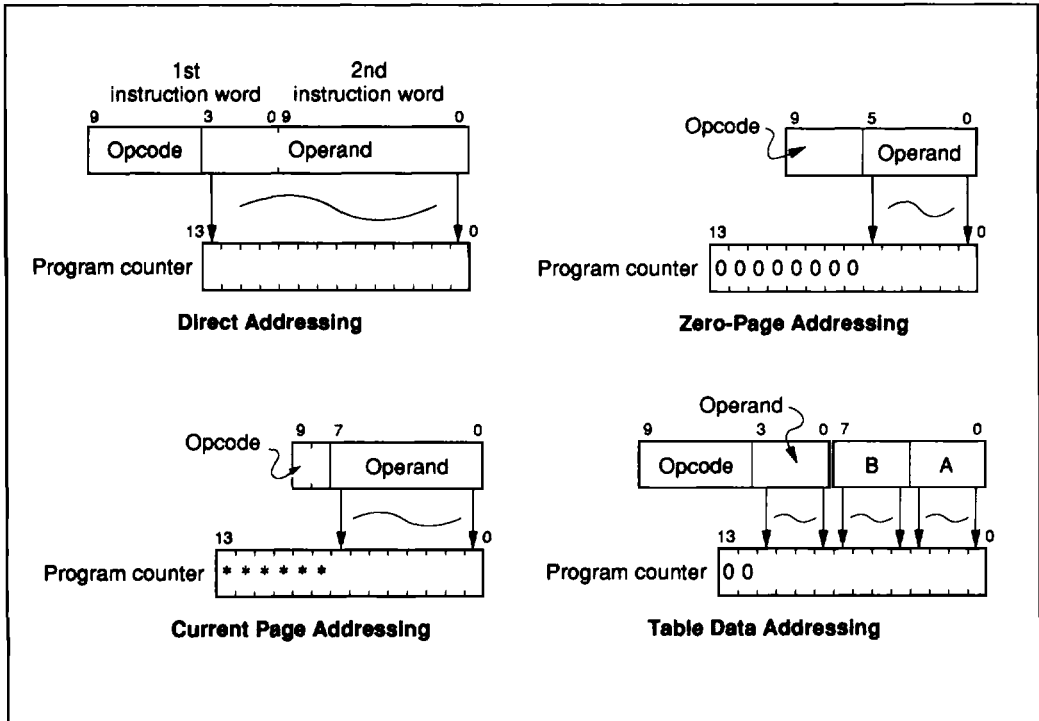 1st
instruction word
2nd
instruction word
9 3 0 9 0
Opcode Operand
13 0
Program counter
Direct Addressing
9 5 0
Opcode
Operand
13 0
Program counter 0 0 0 0 0 0 0 0
Zero-Page Addressing
9 7 0
Opcode
Operand
13 0
Program counter * * * * * *
Current Page Addressing
Operand
9 3 0 7 0
Opcode B A
13 0
Program counter 0 0
Table Data Addressing